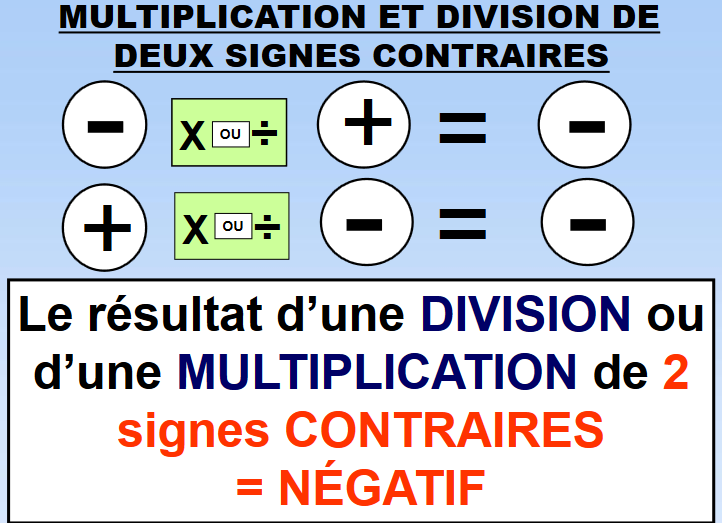 MULTIPLICATION ET DIVISION DE
DEUX SIGNES CONTRAIRES
- X OU ÷ + = -
+ X OU ÷ - = -
Le résultat d’une DIVISION ou
d’une MULTIPLICATION de 2
signes CONTRAIRES
= NÉGATIF